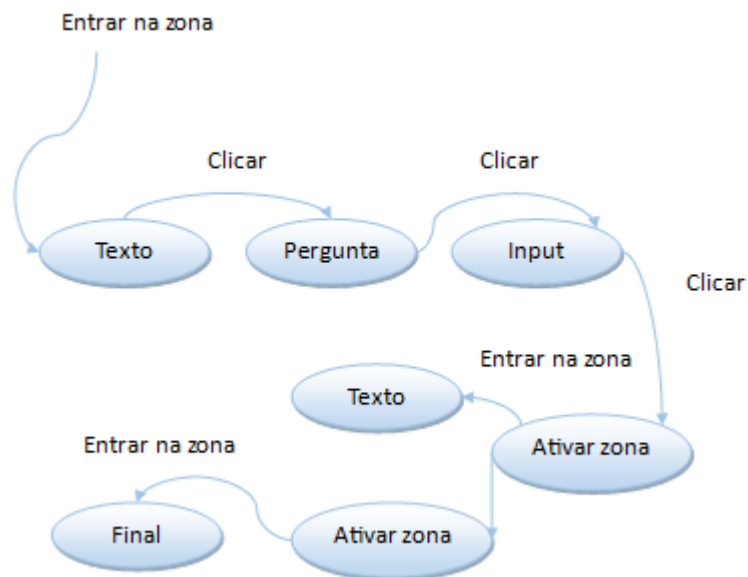 Entrar na zona
Clicar
Clicar
Texto
Pergunta
Input
Clicar
Entrar na zona
Texto
Entrar na zona
Ativar zona
Final
Ativar zona